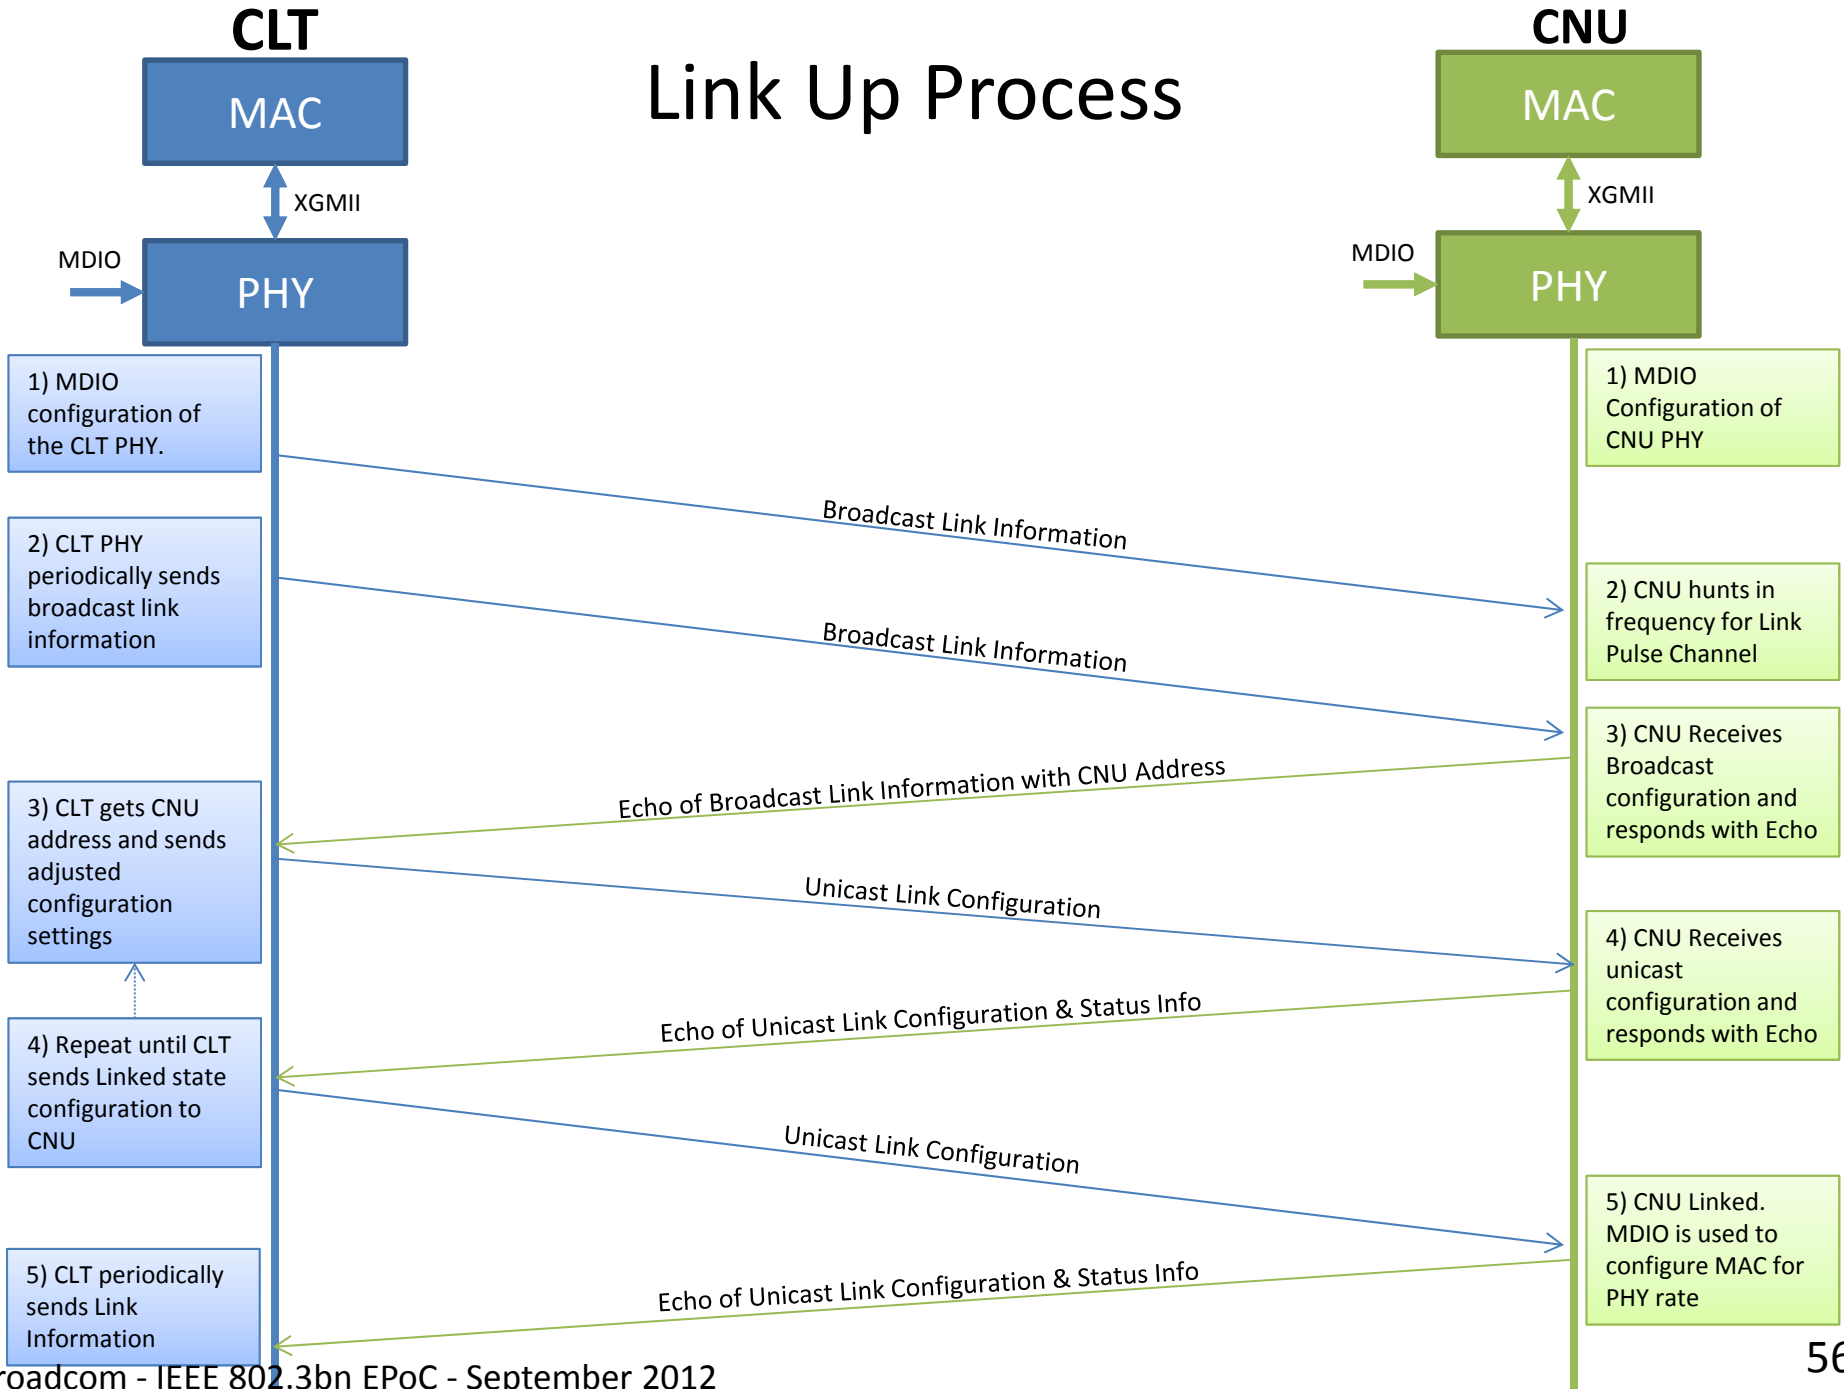 CLT
CNU
Link Up Process
MAC
MAC
XGMII
XGMII
MDIO
MDIO
PHY
PHY
1) MDIO
configuration of
the CLT PHY.
1) MDIO
Configuration of
CNU PHY
Broadcast Link Information
2) CLT PHY
periodically sends
broadcast link
information
2) CNU hunts in
frequency for Link
Pulse Channel
Broadcast Link Information
3) CNU Receives
Broadcast
configuration and
responds with Echo
Echo of Broadcast Link Information with CNU Address
3) CLT gets CNU
address and sends
adjusted
configuration
settings
Unicast Link Configuration
4) CNU Receives
unicast
configuration and
responds with Echo
Echo of Unicast Link Configuration & Status Info
4) Repeat until CLT
sends Linked state
configuration to
CNU
Unicast Link Configuration
5) CNU Linked.
MDIO is used to
configure MAC for
PHY rate
Echo of Unicast Link Configuration & Status Info
5) CLT periodically
sends Link
Information
roadcom - IEEE 802.3bn EPoC - September 2012
56